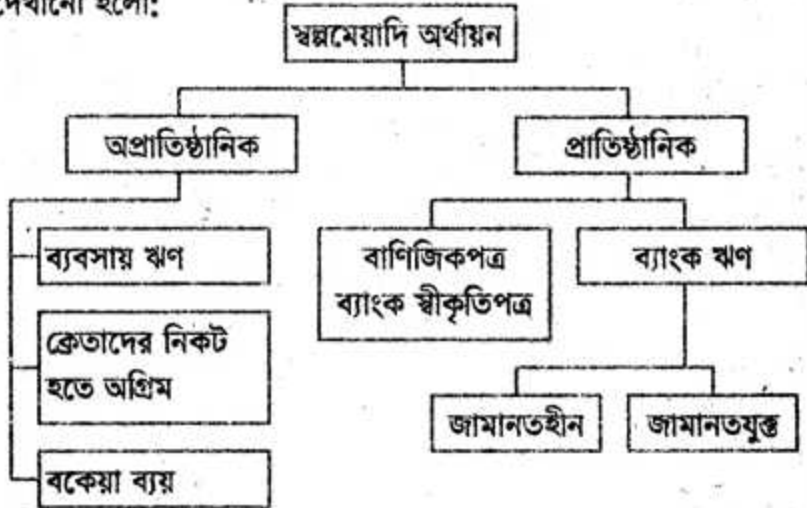 দেখানো হলো:
স্বল্পমেয়াদি অর্থায়ন
অপ্রাতিষ্ঠানিক
প্রাতিষ্ঠানিক
ব্যবসায় ঋণ
ক্রেতাদের নিকট
হতে অগ্রিম
বকেয়া ব্যয়
বাণিজিকপত্র
ব্যাংক স্বীকৃতিপত্র
ব্যাংক ঋণ
জামানতহীন
জামানতযুক্ত